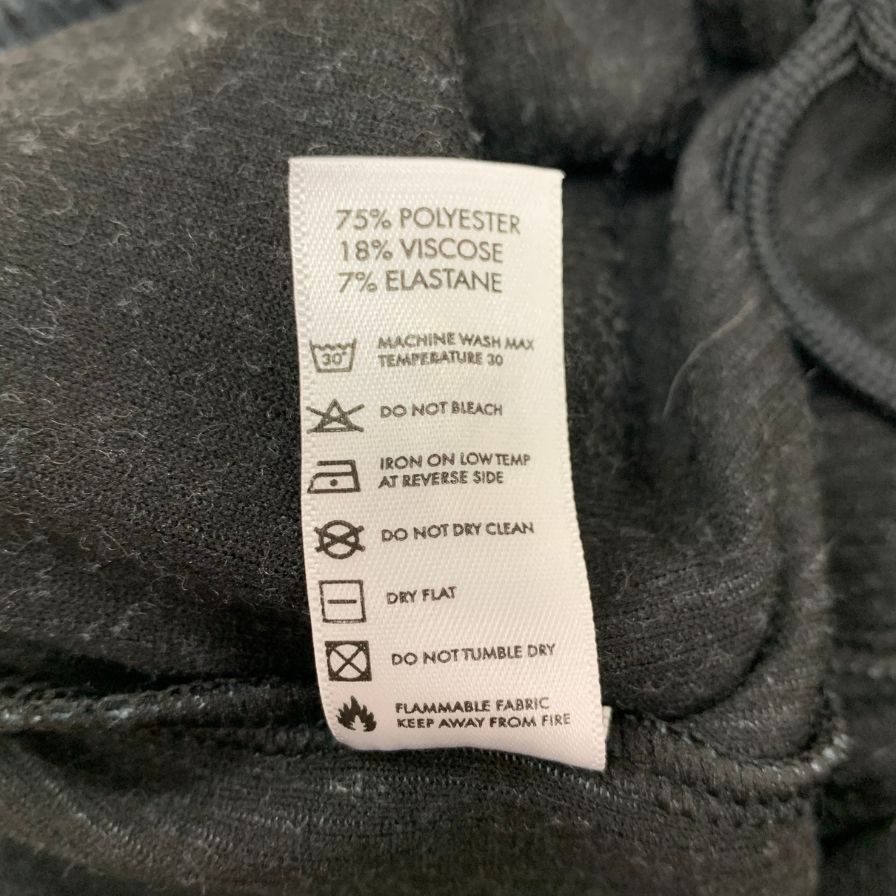 75% POLYESTER
18% VISCOSE
7% ELASTANE
30°
MACHINE WASH MAX
TEMPERATURE 30
DO NOT BLEACH
IRON ON LOW TEMP
AT REVERSE SIDE
DO NOT DRY CLEAN
DRY FLAT
DO NOT TUMBLE DRY
FLAMMABLE FABRIC
KEEP AWAY FROM FIRE